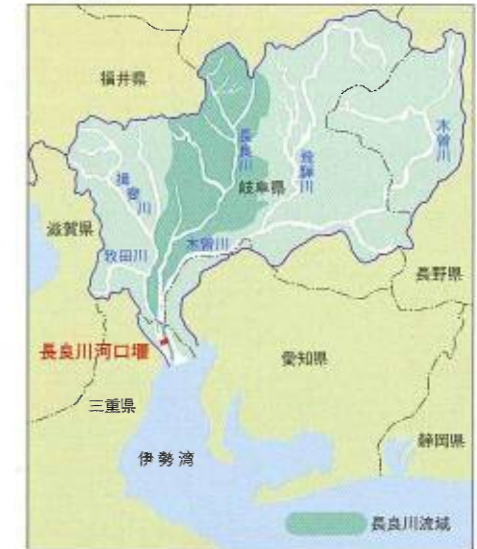 福井県
長良川
飛騨川
木曽川
揖斐川
岐阜県
滋賀県
牧田川
木曽川
長野県
長良川河口堰
愛知県
三重県
静岡県
伊勢湾
長良川流域